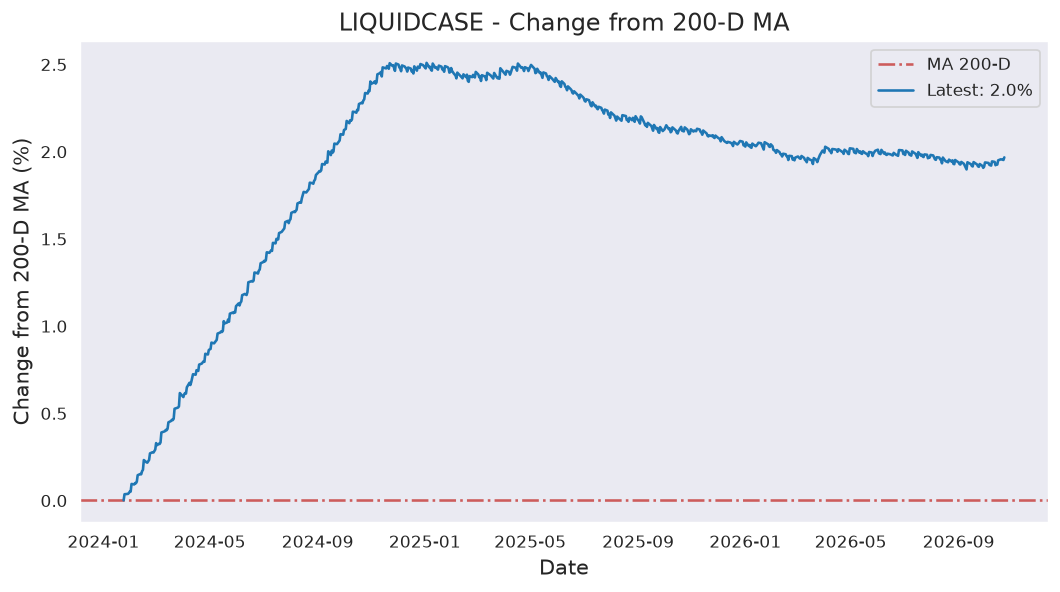 LIQUIDCASE - Change from 200-D MA
MA 200-D
Latest: 2.0%
Change from 200-D MA (%)
2.5
2.0
1.5
1.0
0.5
0.0
2024-01 2024-05 2024-09 2025-01 2025-05 2025-09 2026-01 2026-05 2026-09
Date